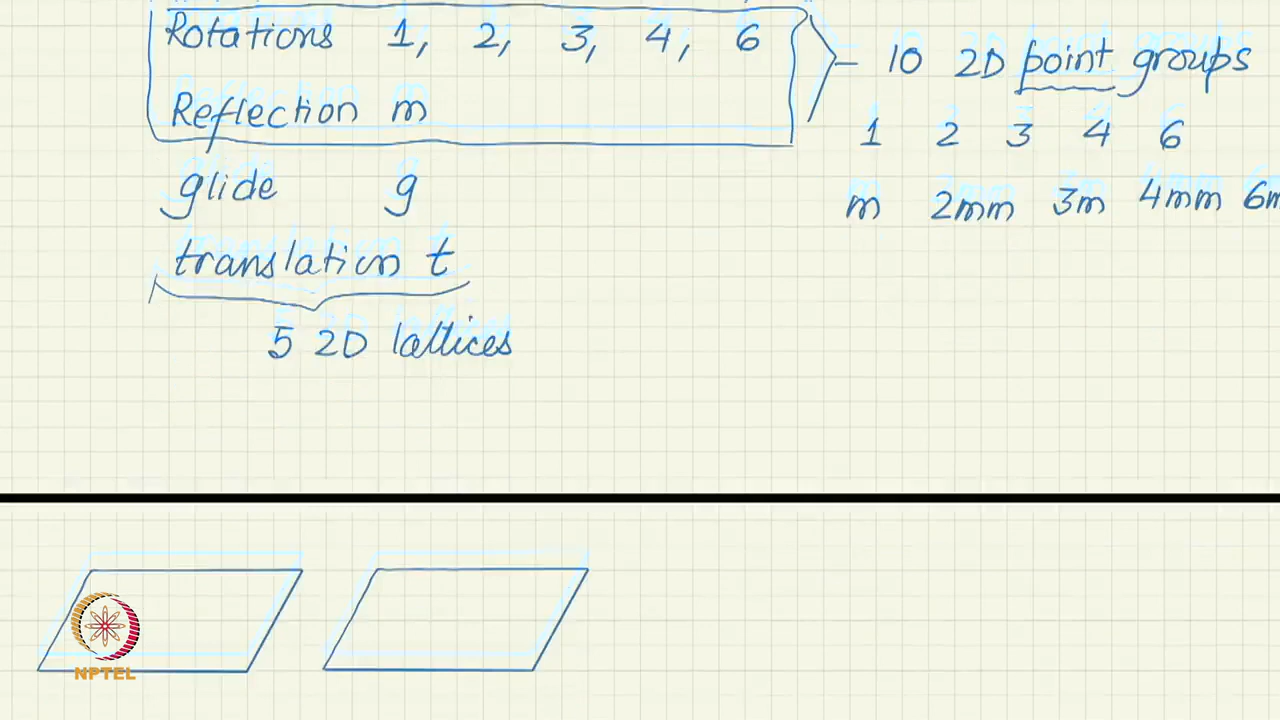 Rotations 1, 2, 3, 4, 6
Reflection m
glide g
translation t
5 2D lattices
10 2D point groups
1 2 3 4 6
m 2mm 3m 4mm 6m
NPTEL